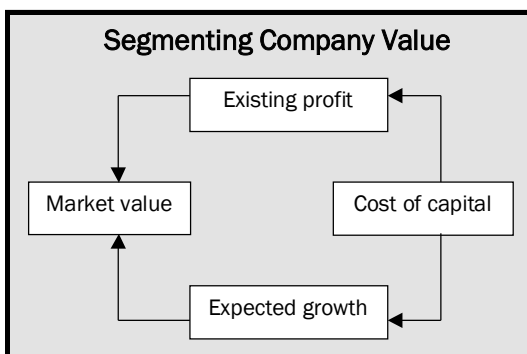 Segmenting Company Value
Existing profit
Market value
Cost of capital
Expected growth